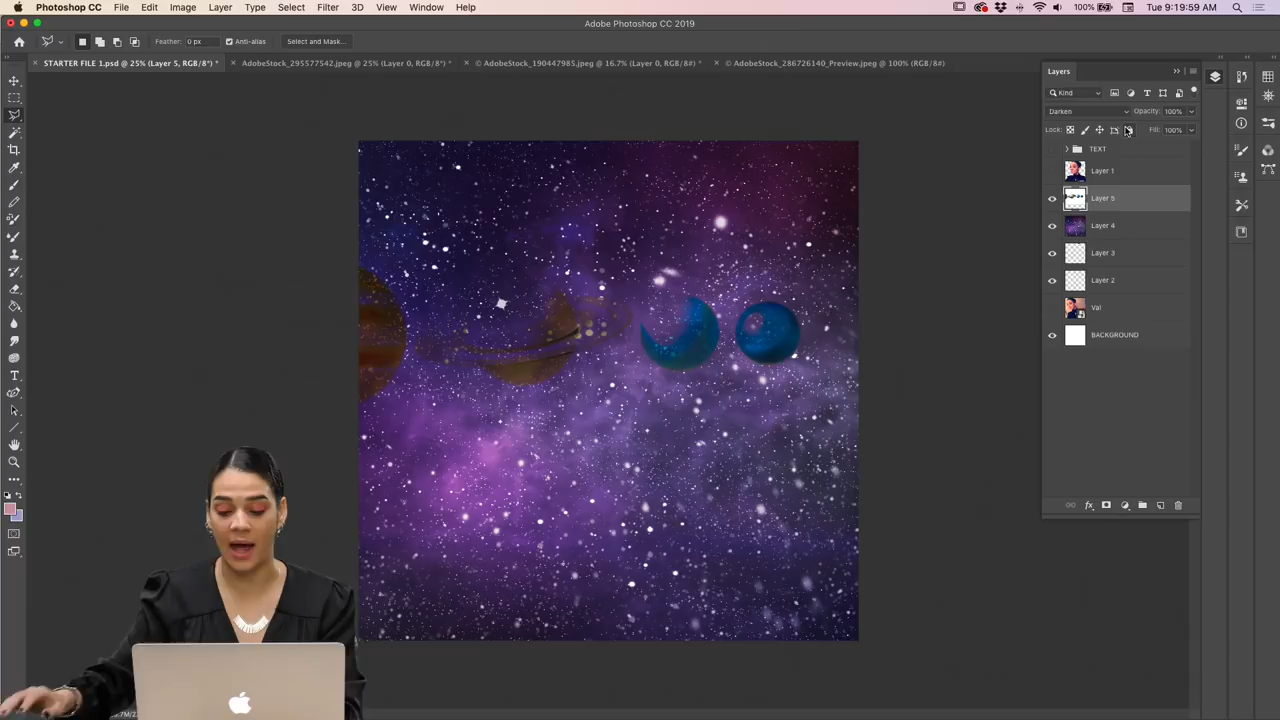 Photoshop CC File Edit Image Layer Type Select Filter 3D View Window Help 100% Tue 9:19:59 AM
Adobe Photoshop CC 2019
Feather: 0 px Anti-alias Select and Mask...
× STARTER FILE 1.psd @ 25% (Layer 5, RGB/8*) * × AdobeStock_295577542.jpeg @ 25% (Layer 0, RGB/8*) * × © AdobeStock_190447985.jpeg @ 16.7% (Layer 0, RGB/8#) * × © AdobeStock_286726140_Preview.jpeg @ 100% (RGB/8#)
Layers
Kind
Darken Opacity: 100%
Lock: Fill: 100%
TEXT
Layer 1
Layer 5
Layer 4
Layer 3
Layer 2
Val
BACKGROUND
fx